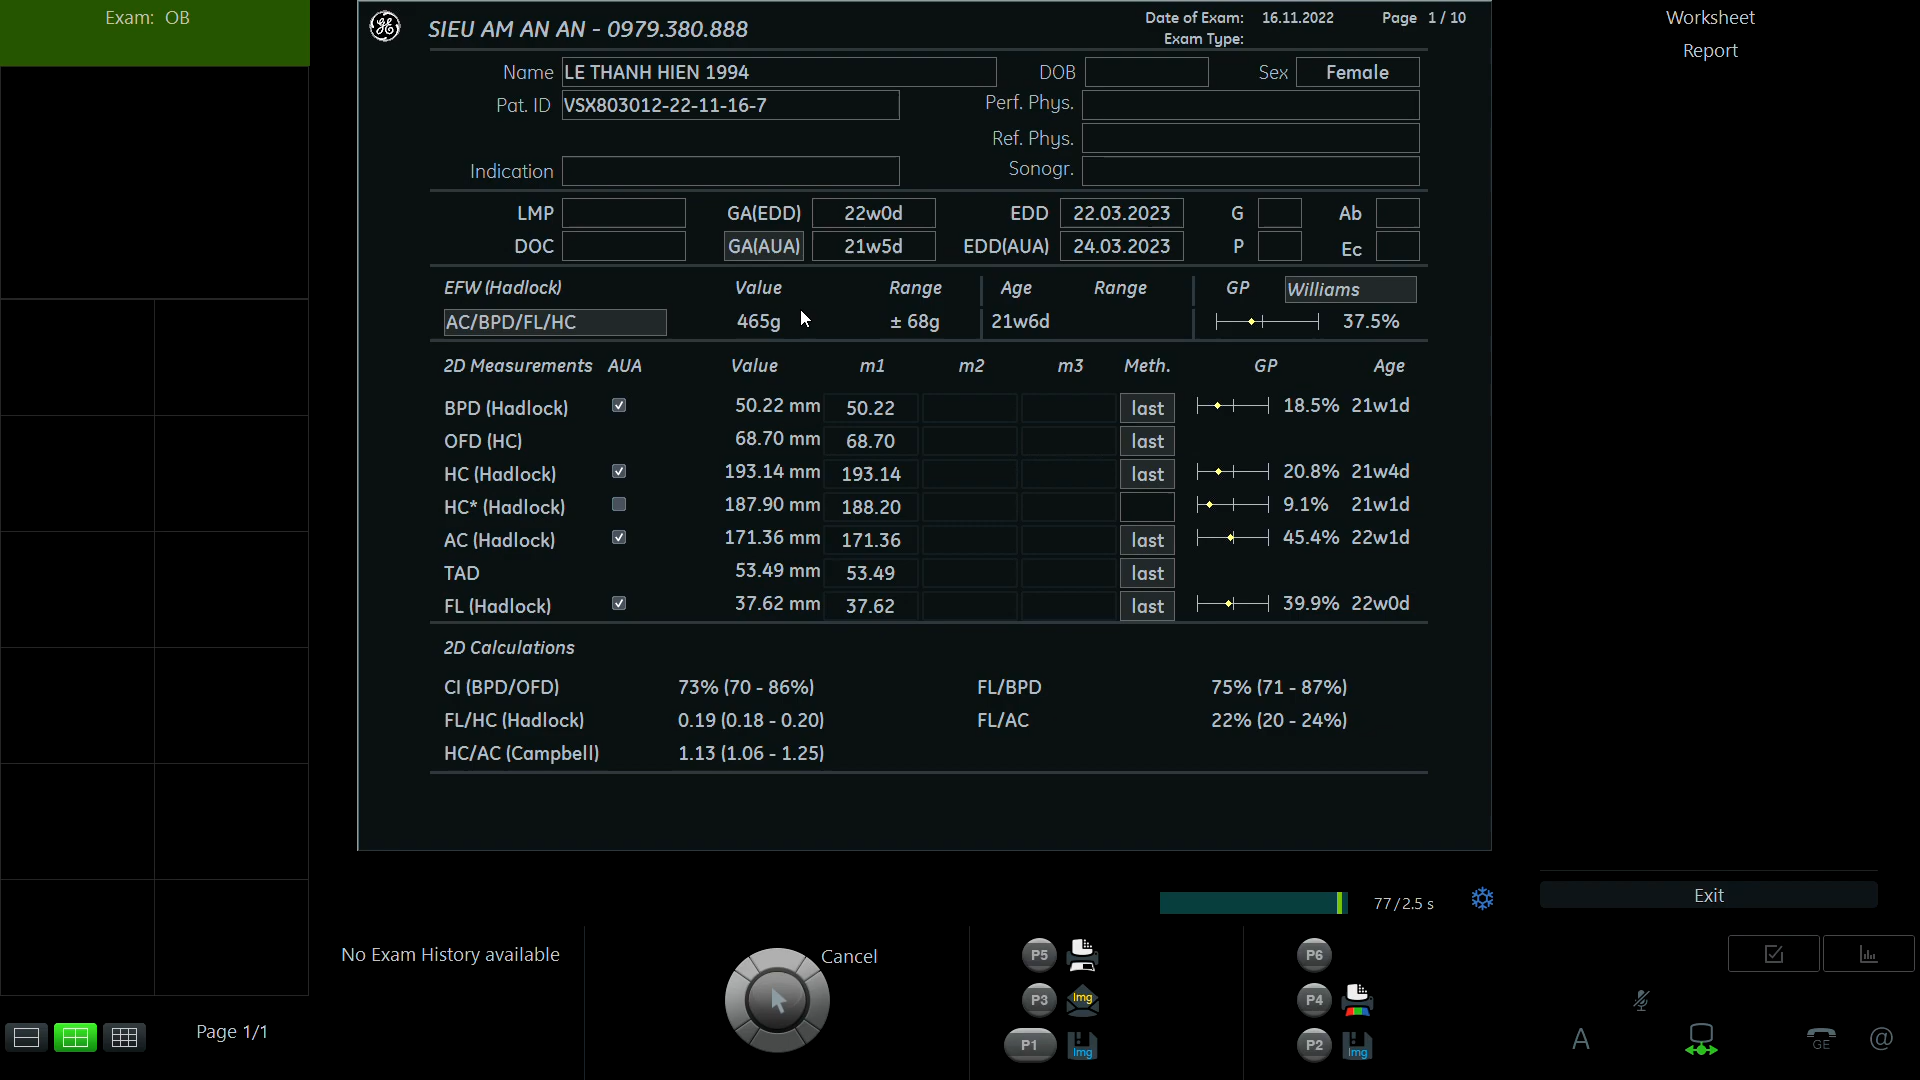 Exam: OB
SIEU AM AN AN - 0979.380.888
Date of Exam: 16.11.2022 Page 1 / 10
Exam Type:
Worksheet
Report
Name LE THANH HIEN 1994 DOB Sex Female
Pat. ID VSX803012-22-11-16-7 Perf. Phys.
Ref. Phys.
Indication Sonogr.
LMP GA(EDD) 22w0d EDD 22.03.2023 G Ab
DOC GA(AUA) 21w5d EDD(AUA) 24.03.2023 P Ec
EFW (Hadlock) Value Range Age Range GP Williams
AC/BPD/FL/HC 465g ± 68g 21w6d 37.5%
2D Measurements AUA Value m1 m2 m3 Meth. GP Age
BPD (Hadlock) 50.22 mm 50.22 last 18.5% 21w1d
OFD (HC) 68.70 mm 68.70 last
HC (Hadlock) 193.14 mm 193.14 last 20.8% 21w4d
HC* (Hadlock) 187.90 mm 188.20 9.1% 21w1d
AC (Hadlock) 171.36 mm 171.36 last 45.4% 22w1d
TAD 53.49 mm 53.49 last
FL (Hadlock) 37.62 mm 37.62 last 39.9% 22w0d
2D Calculations
CI (BPD/OFD) 73% (70 - 86%) FL/BPD 75% (71 - 87%)
FL/HC (Hadlock) 0.19 (0.18 - 0.20) FL/AC 22% (20 - 24%)
HC/AC (Campbell) 1.13 (1.06 - 1.25)
77 / 2.5 s
Exit
No Exam History available
Cancel
P5 P6
P3 Img P4
P1 Img P2 Img
Page 1/1
A GE @